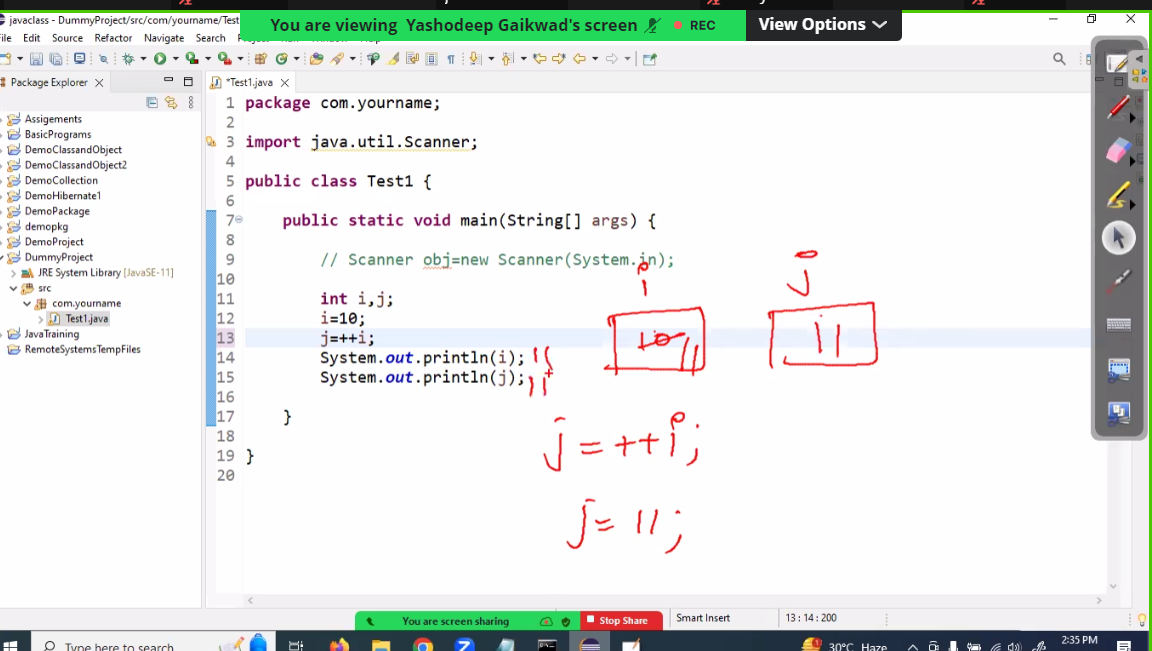 javaclass - DummyProject/src/com/yourname/Test
You are viewing Yashodeep Gaikwad's screen
REC
View Options
ile Edit Source Refactor Navigate Search
Package Explorer
*Test1.java
Assigements
BasicPrograms
DemoClassandObject
DemoClassandObject2
DemoCollection
DemoHibernate1
DemoPackage
demopkg
DemoProject
DummyProject
JRE System Library [JavaSE-11]
src
com.yourname
Test1.java
JavaTraining
RemoteSystemsTempFiles
1 package com.yourname;
2
3 import java.util.Scanner;
4
5 public class Test1 {
6
7 public static void main(String[] args) {
8
9 // Scanner obj=new Scanner(System.in);
10
11 int i,j;
12 i=10;
13 j=++i;
14 System.out.println(i); 11
15 System.out.println(j); 11
16
17 }
18
19 }
20
i
10 11
j
11
j = ++i;
j = 11;
You are screen sharing
Stop Share
Smart Insert
13 : 14 : 200
Type here to search
30°C Haze
2:35 PM